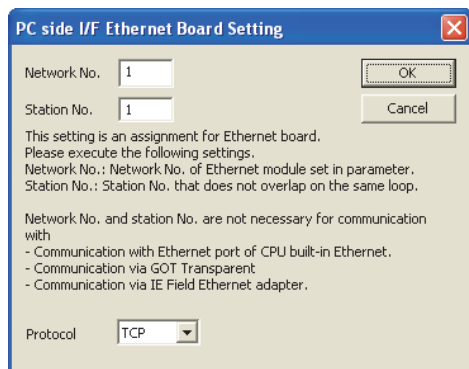 PC side I/F Ethernet Board Setting
Network No. 1
OK
Station No. 1
Cancel
This setting is an assignment for Ethernet board.
Please execute the following settings.
Network No.: Network No. of Ethernet module set in parameter.
Station No.: Station No. that does not overlap on the same loop.
Network No. and station No. are not necessary for communication
with
- Communication with Ethernet port of CPU built-in Ethernet.
- Communication via GOT Transparent
- Communication via IE Field Ethernet adapter.
Protocol TCP